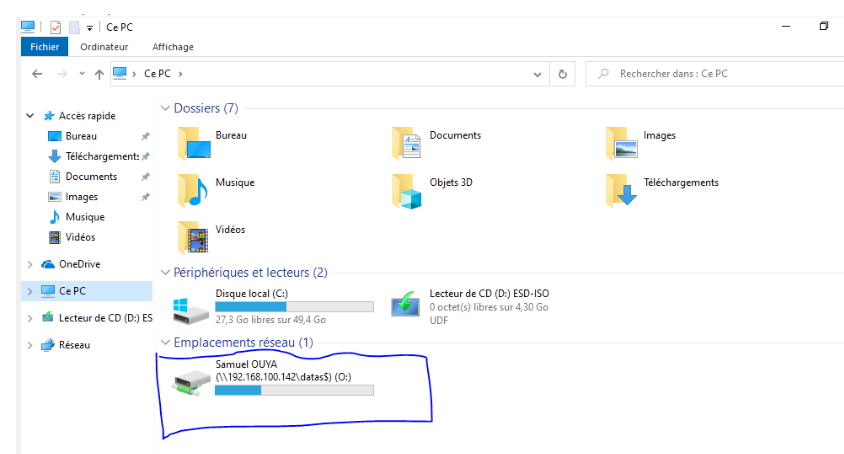 Ce PC
Fichier Ordinateur Affichage
Ce PC
Rechercher dans : Ce PC
Accès rapide
Bureau
Téléchargements
Documents
Images
Musique
Vidéos
OneDrive
Ce PC
Lecteur de CD (D:) ES
Réseau
Dossiers (7)
Bureau
Documents
Images
Musique
Objets 3D
Téléchargements
Vidéos
Périphériques et lecteurs (2)
Disque local (C:)
27,3 Go libres sur 49,4 Go
Lecteur de CD (D:) ESD-ISO
0 octet(s) libres sur 4,30 Go
UDF
Emplacements réseau (1)
Samuel OUYA
(\\192.168.100.142\datas$) (O:)